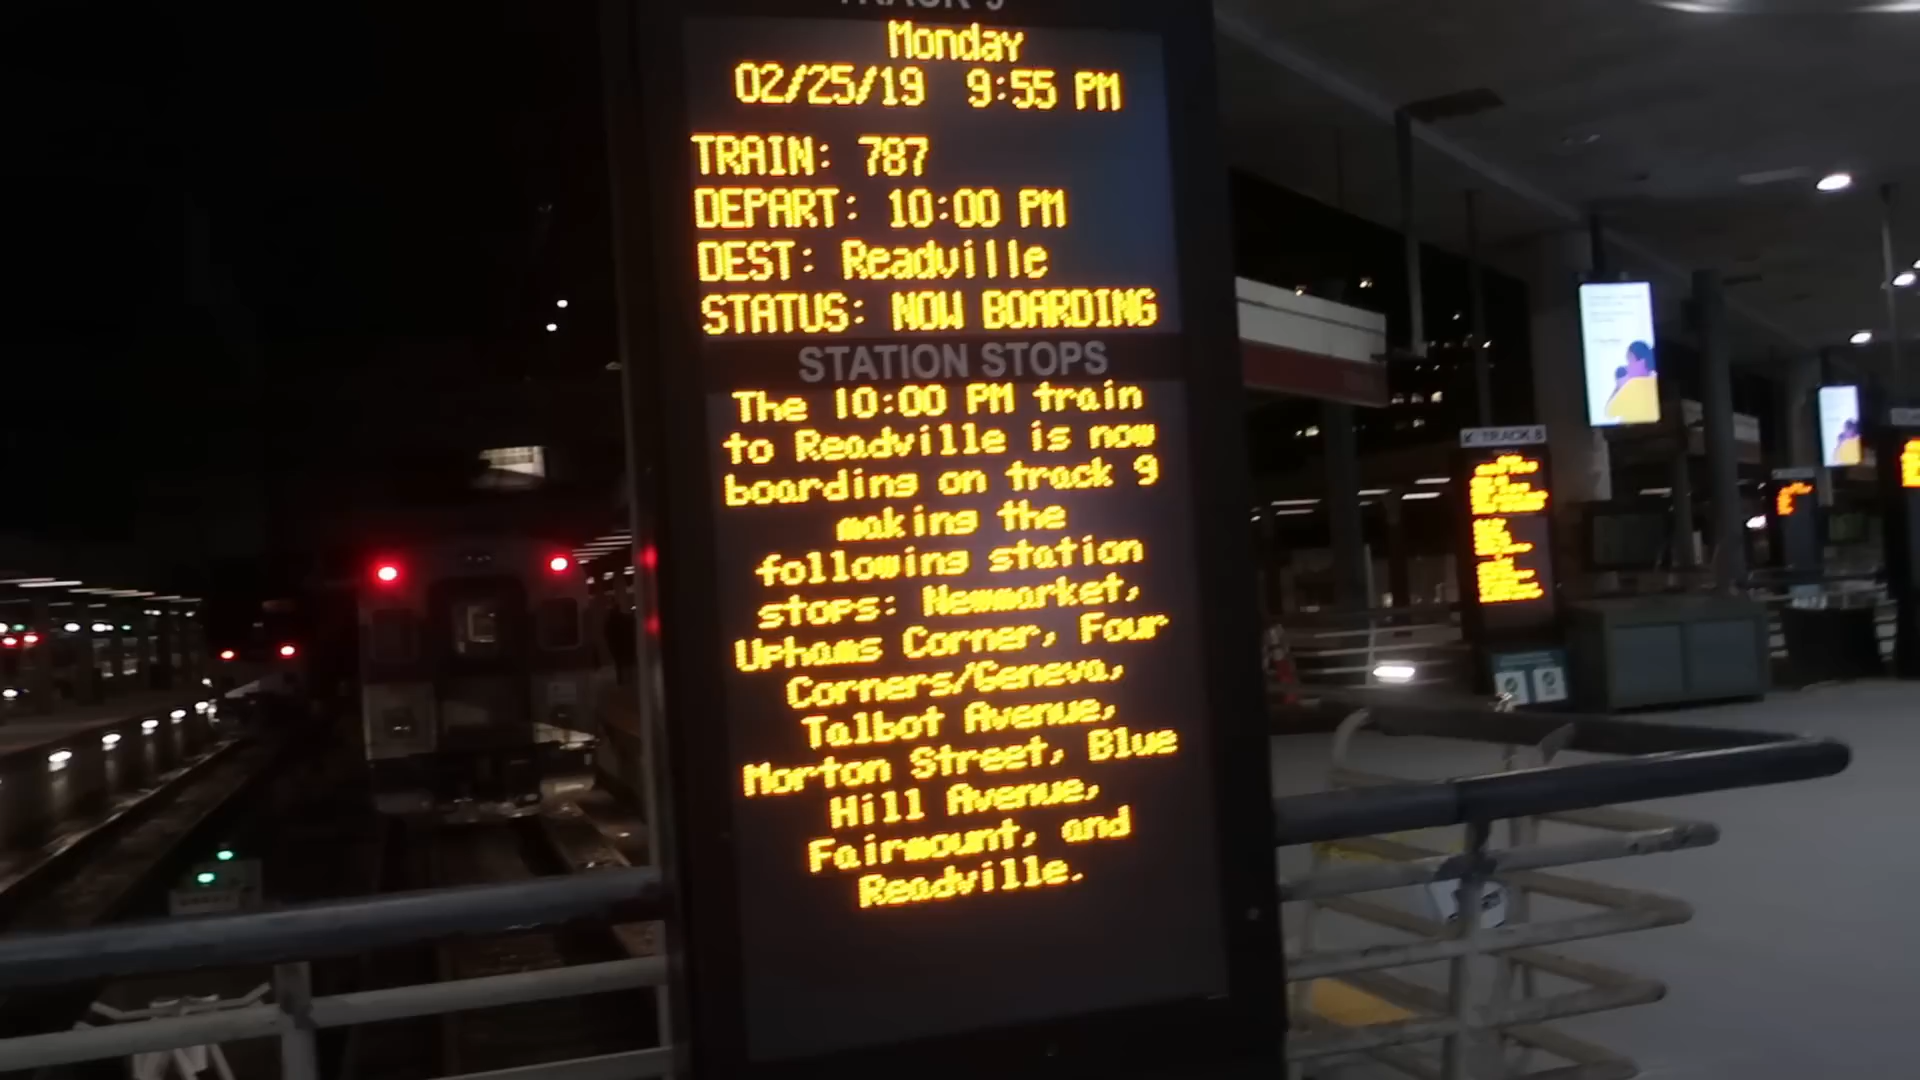 TRACK 9
Monday
02/25/19 9:55 PM
TRAIN: 787
DEPART: 10:00 PM
DEST: Readville
STATUS: NOW BOARDING
STATION STOPS
The 10:00 PM train
to Readville is now
boarding on track 9
making the
following station
stops: Newmarket,
Uphams Corner, Four
Corners/Geneva,
Talbot Avenue,
Morton Street, Blue
Hill Avenue,
Fairmount, and
Readville.
TRACK 8